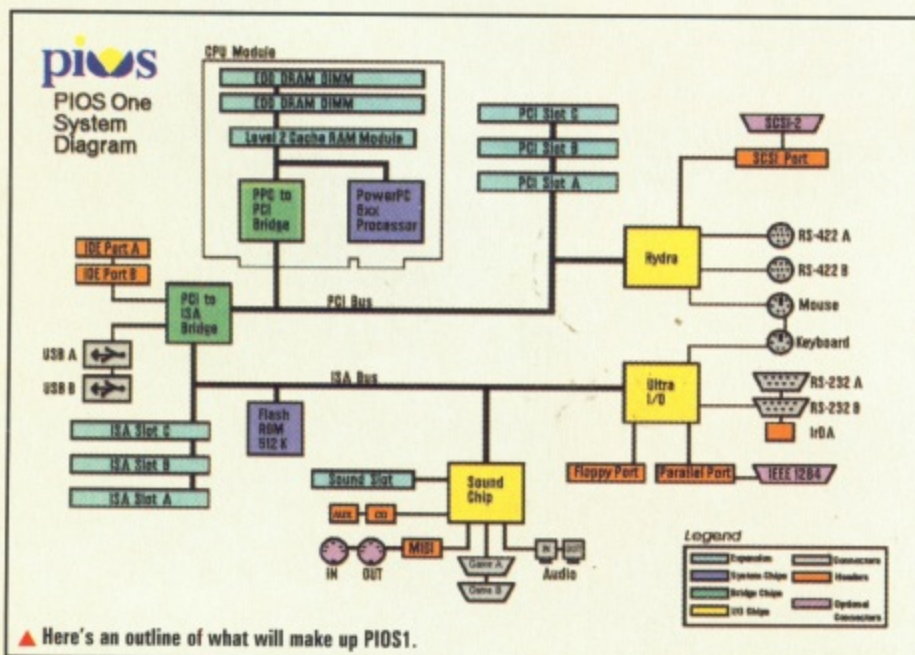 pios
PIOS One
System
Diagram
CPU Module
EDO DRAM DIMM
EDO DRAM DIMM
Level 2 Cache RAM Module
PPC to
PCI
Bridge
PowerPC
6xx
Processor
PCI Slot C
PCI Slot B
PCI Slot A
SCSI-2
SCSI Port
Hydra
RS-422 A
RS-422 B
Mouse
Keyboard
IDE Port A
IDE Port B
PCI to
ISA
Bridge
PCI Bus
USB A
USB B
ISA Bus
Ultra
I/O
RS-232 A
RS-232 B
IrDA
Flash
ROM
512 K
ISA Slot C
ISA Slot B
ISA Slot A
Sound Slot
Sound
Chip
Floppy Port
Parallel Port
IEEE 1284
AUX
CD
MIDI
IN
OUT
Game A
Game B
IN
OUT
Audio
Legend
Expansion
System Chips
Bridge Chips
I/O Chips
Connectors
Headers
Optional
Connectors
Here's an outline of what will make up PIOS1.